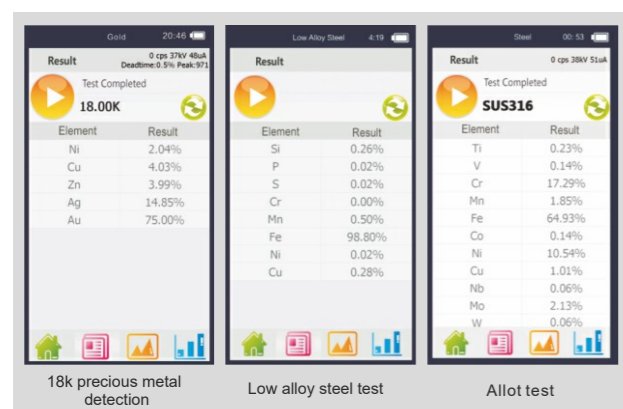 Gold 20:46
Result 0 cps 37kV 48uA
Deadtime:0.5% Peak:971
Test Completed
18.00K
Element Result
Ni 2.04%
Cu 4.03%
Zn 3.99%
Ag 14.85%
Au 75.00%
18k precious metal
detection
Low Alloy Steel 4:19
Result
Element Result
Si 0.26%
P 0.02%
S 0.02%
Cr 0.00%
Mn 0.50%
Fe 98.80%
Ni 0.02%
Cu 0.28%
Low alloy steel test
Steel 00: 53
Result 0 cps 38kV 51uA
Test Completed
SUS316
Element Result
Ti 0.23%
V 0.14%
Cr 17.29%
Mn 1.85%
Fe 64.93%
Co 0.14%
Ni 10.54%
Cu 1.01%
Nb 0.06%
Mo 2.13%
W 0.06%
Allot test